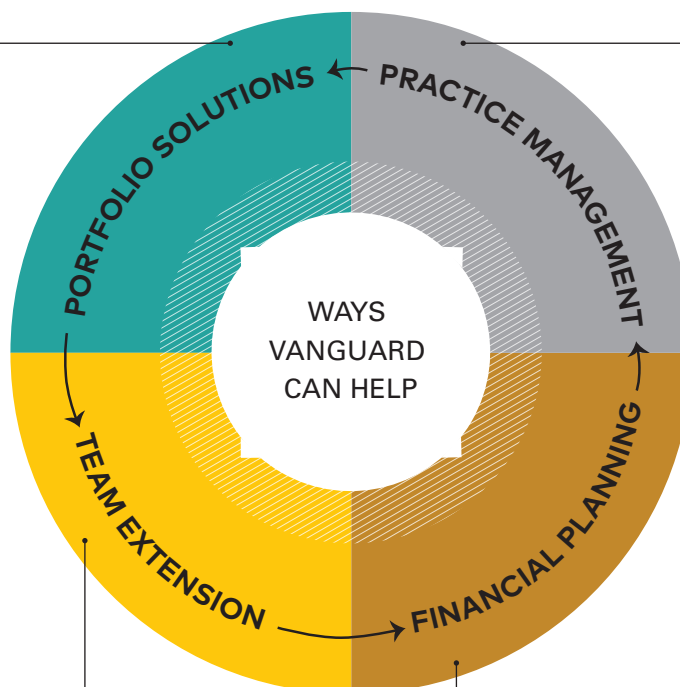 PORTFOLIO SOLUTIONS
PRACTICE MANAGEMENT
WAYS
VANGUARD
CAN HELP
TEAM EXTENSION
FINANCIAL PLANNING